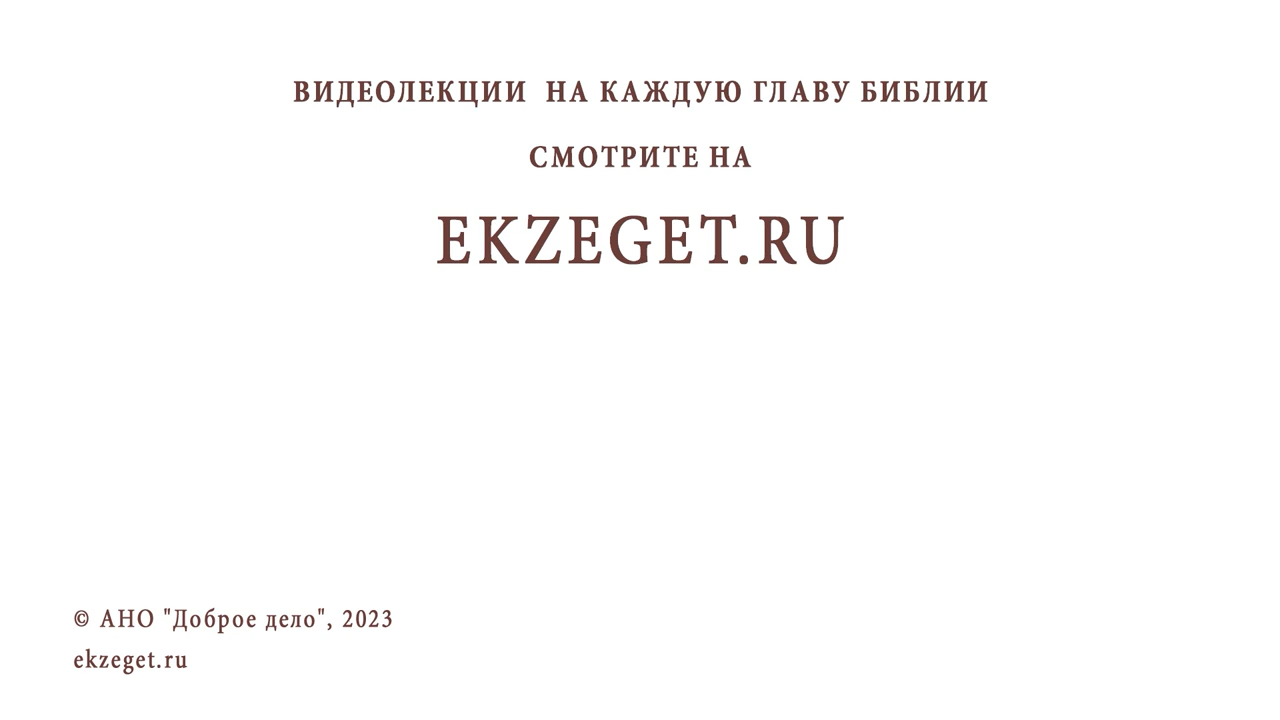 ВИДЕОЛЕКЦИИ НА КАЖДУЮ ГЛАВУ БИБЛИИ
СМОТРИТЕ НА
EKZEGET.RU
© АНО "Доброе дело", 2023
ekzeget.ru